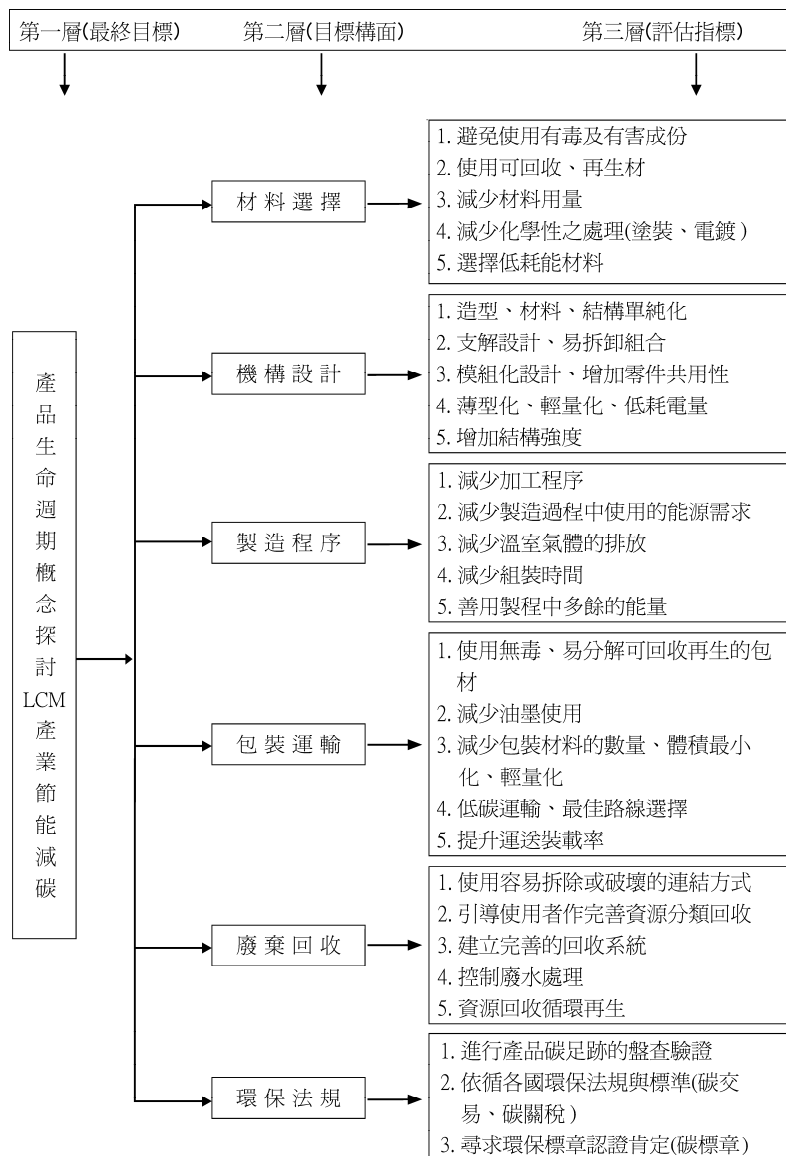 第一層(最終目標) 第二層(目標構面) 第三層(評估指標)
產品生命週期概念探討LCM產業節能減碳
材料選擇
1. 避免使用有毒及有害成份
2. 使用可回收、再生材
3. 減少材料用量
4. 減少化學性之處理(塗裝、電鍍)
5. 選擇低耗能材料
機構設計
1. 造型、材料、結構單純化
2. 支解設計、易拆卸組合
3. 模組化設計、增加零件共用性
4. 薄型化、輕量化、低耗電量
5. 增加結構強度
製造程序
1. 減少加工程序
2. 減少製造過程中使用的能源需求
3. 減少溫室氣體的排放
4. 減少組裝時間
5. 善用製程中多餘的能量
包裝運輸
1. 使用無毒、易分解可回收再生的包
材
2. 減少油墨使用
3. 減少包裝材料的數量、體積最小
化、輕量化
4. 低碳運輸、最佳路線選擇
5. 提升運送裝載率
廢棄回收
1. 使用容易拆除或破壞的連結方式
2. 引導使用者作完善資源分類回收
3. 建立完善的回收系統
4. 控制廢水處理
5. 資源回收循環再生
環保法規
1. 進行產品碳足跡的盤查驗證
2. 依循各國環保法規與標準(碳交
易、碳關稅)
3. 尋求環保標章認證肯定(碳標章)